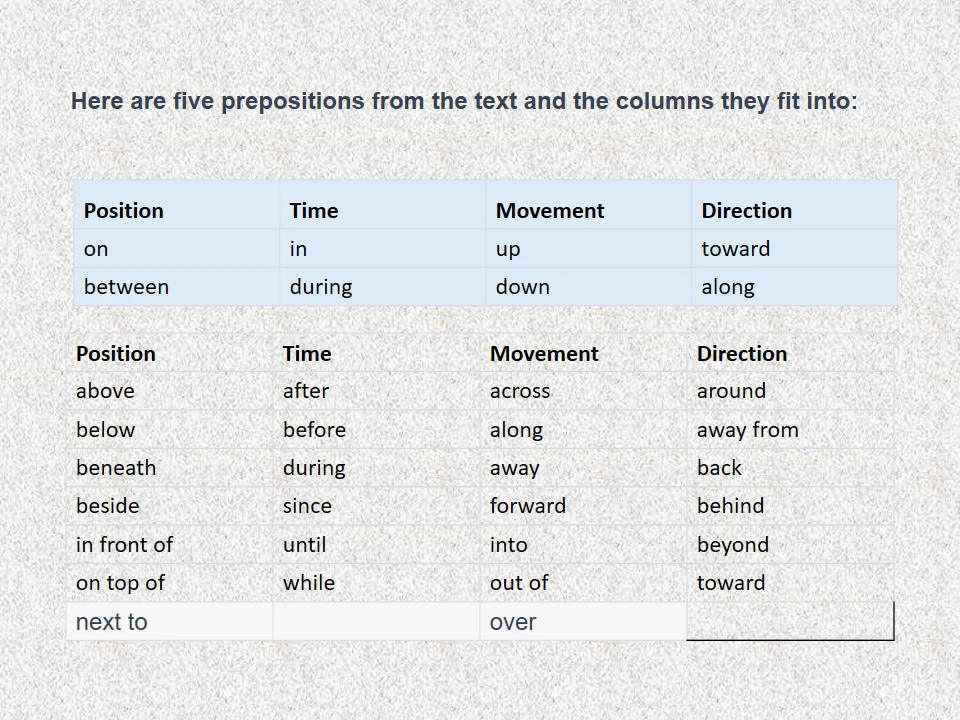 Here are five prepositions from the text and the columns they fit into:
Position Time Movement Direction
on in up toward
between during down along
Position Time Movement Direction
above after across around
below before along away from
beneath during away back
beside since forward behind
in front of until into beyond
on top of while out of toward
next to over